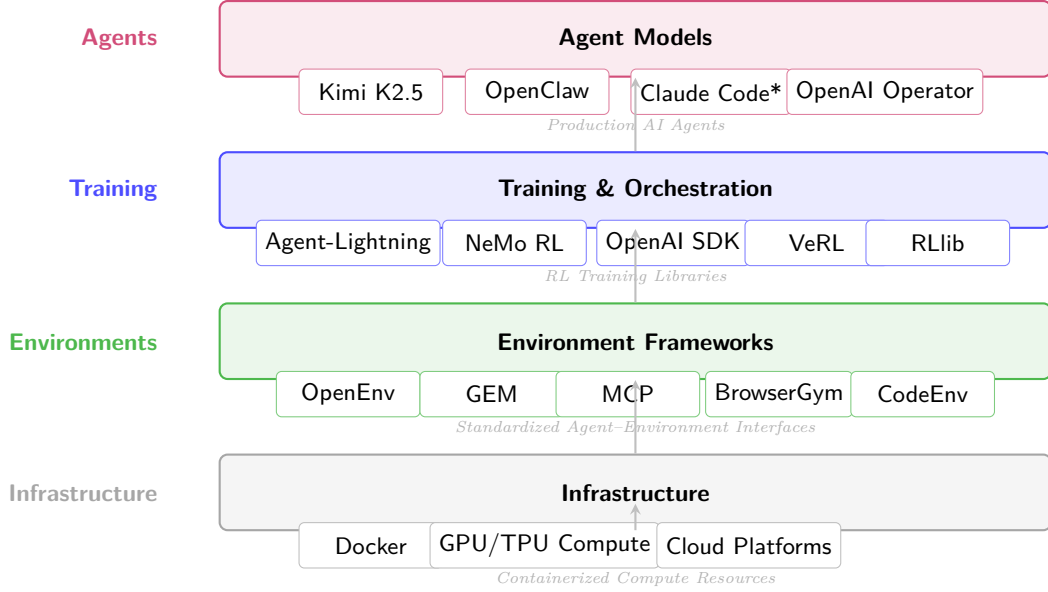 Agents
Agent Models
Kimi K2.5
OpenClaw
Claude Code*
OpenAI Operator
Production AI Agents
Training
Training & Orchestration
Agent-Lightning
NeMo RL
OpenAI SDK
VeRL
RLlib
RL Training Libraries
Environments
Environment Frameworks
OpenEnv
GEM
MCP
BrowserGym
CodeEnv
Standardized Agent–Environment Interfaces
Infrastructure
Infrastructure
Docker
GPU/TPU Compute
Cloud Platforms
Containerized Compute Resources